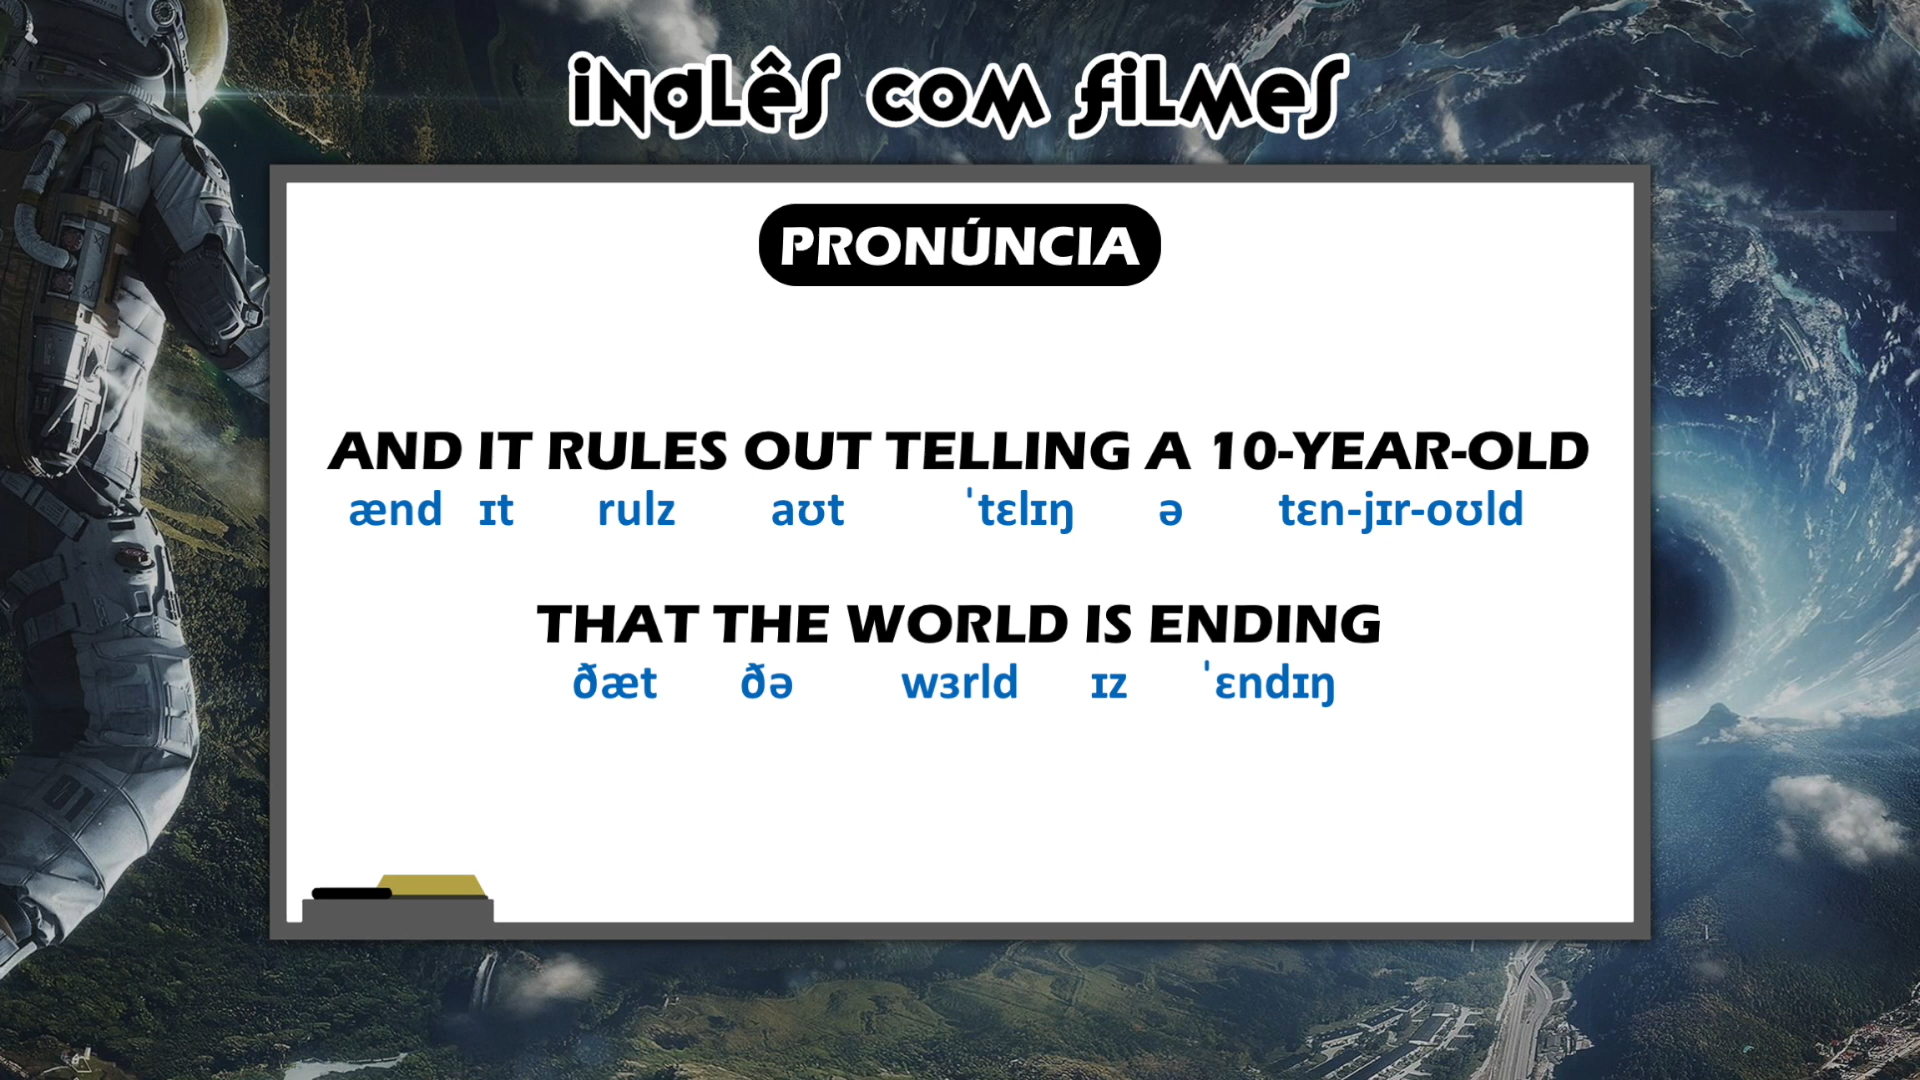 INGLÊS COM FILMES
PRONÚNCIA
AND IT RULES OUT TELLING A 10-YEAR-OLD
ænd ɪt rulz aʊt ˈtɛlɪŋ ə tɛn-jɪr-oʊld
THAT THE WORLD IS ENDING
ðæt ðə wɜrld ɪz ˈɛndɪŋ